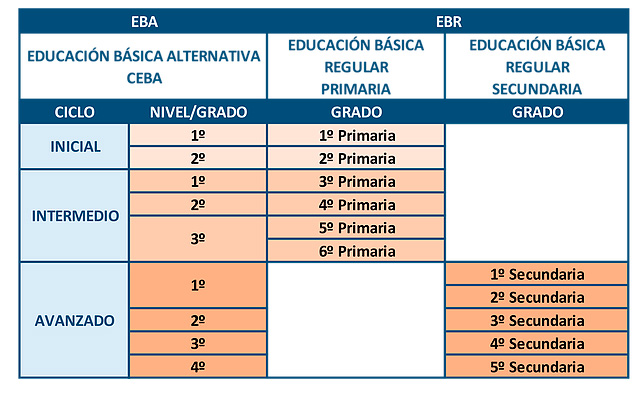 EBA EBR
EDUCACIÓN BÁSICA ALTERNATIVA
CEBA
EDUCACIÓN BÁSICA
REGULAR
PRIMARIA
EDUCACIÓN BÁSICA
REGULAR
SECUNDARIA
CICLO NIVEL/GRADO GRADO GRADO
INICIAL
1º 1º Primaria
2º 2º Primaria
INTERMEDIO
1º 3º Primaria
2º 4º Primaria
3º
5º Primaria
6º Primaria
AVANZADO
1º
1º Secundaria
2º Secundaria
2º 3º Secundaria
3º 4º Secundaria
4º 5º Secundaria